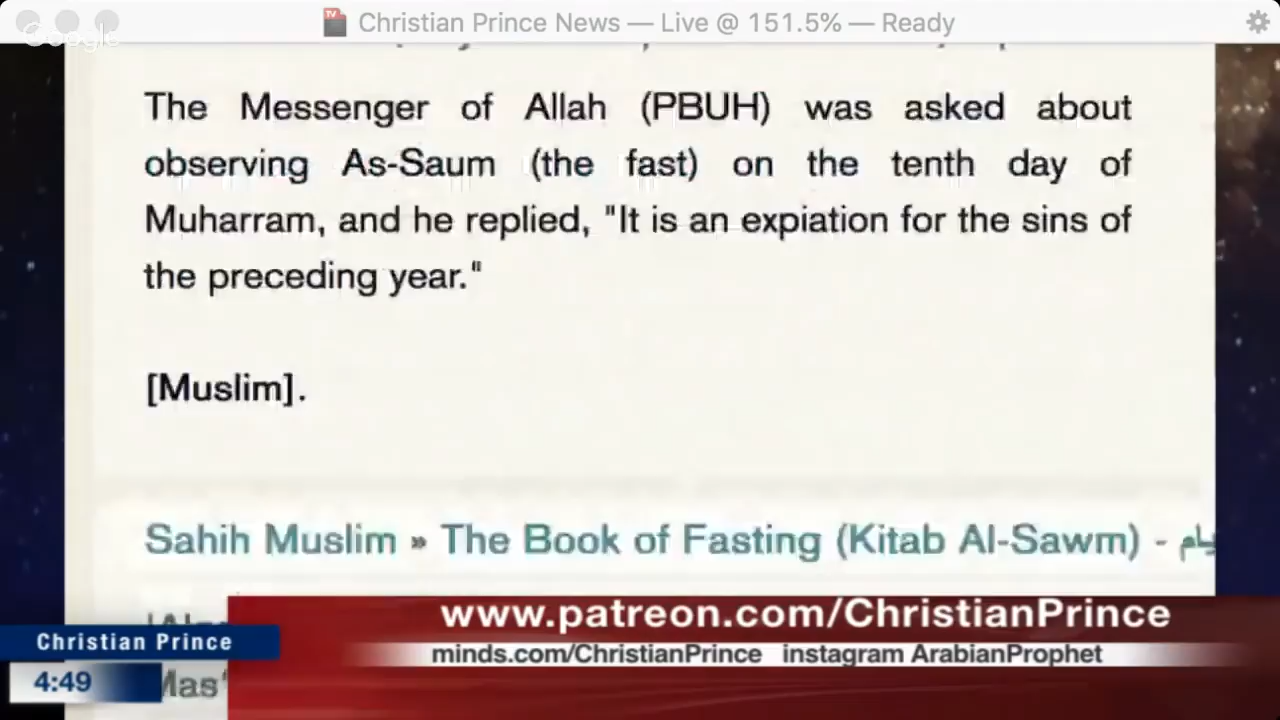 Christian Prince News — Live @ 151.5% — Ready
Google
The Messenger of Allah (PBUH) was asked about
observing As-Saum (the fast) on the tenth day of
Muharram, and he replied, "It is an expiation for the sins of
the preceding year."
[Muslim].
Sahih Muslim » The Book of Fasting (Kitab Al-Sawm) -
www.patreon.com/ChristianPrince
Christian Prince
minds.com/ChristianPrince instagram ArabianProphet
4:49